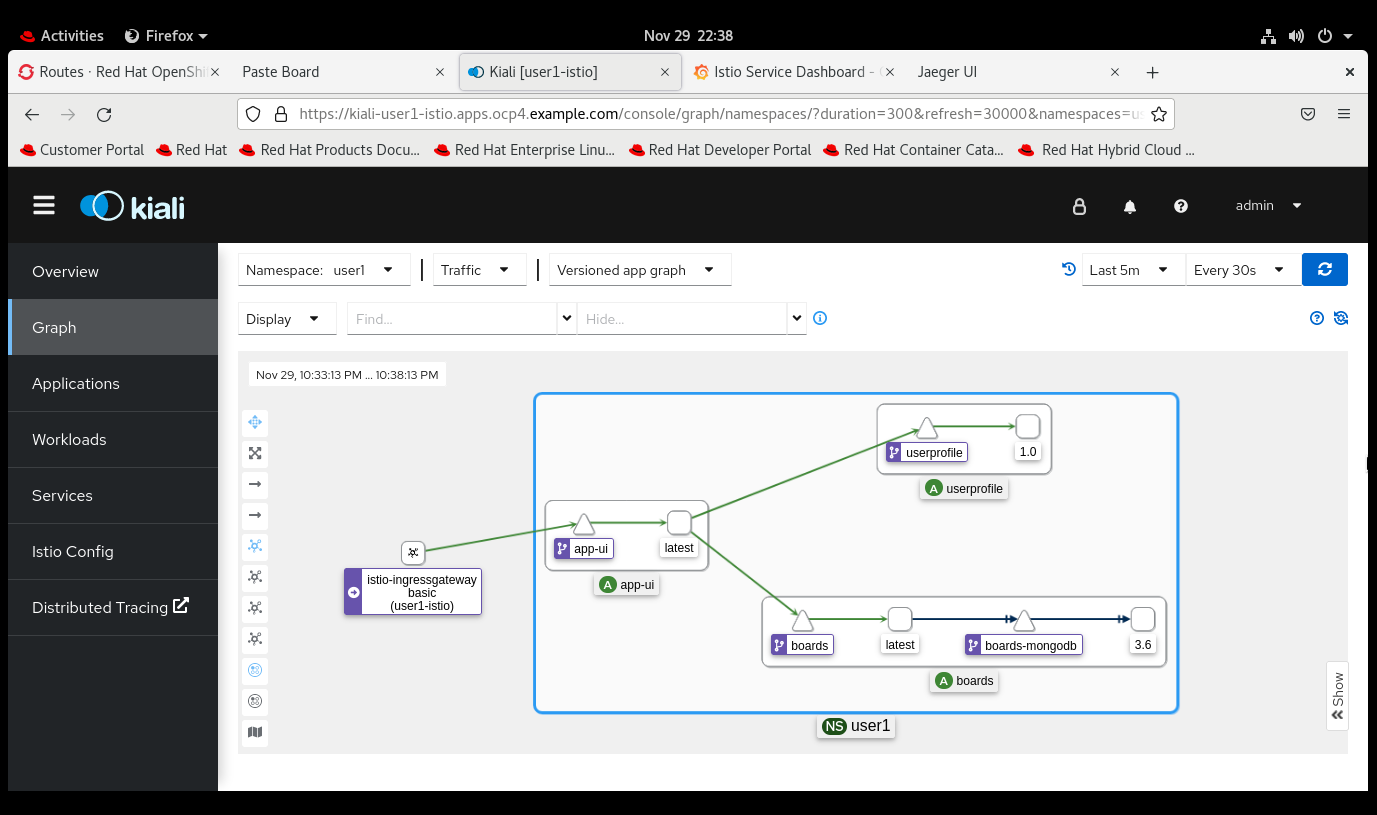 Activities
Firefox
Nov 29 22:38
Routes · Red Hat OpenShi
Paste Board
Kiali [user1-istio]
Istio Service Dashboard -
Jaeger UI
https://kiali-user1-istio.apps.ocp4.example.com/console/graph/namespaces/?duration=300&refresh=30000&namespaces=us
Customer Portal
Red Hat
Red Hat Products Docu...
Red Hat Enterprise Linu...
Red Hat Developer Portal
Red Hat Container Cata...
Red Hat Hybrid Cloud ...
kiali
admin
Overview
Graph
Applications
Workloads
Services
Istio Config
Distributed Tracing
Namespace: user1
Traffic
Versioned app graph
Last 5m
Every 30s
Display
Find...
Hide...
Nov 29, 10:33:13 PM ... 10:38:13 PM
userprofile
1.0
A userprofile
app-ui
latest
A app-ui
istio-ingressgateway
basic
(user1-istio)
boards
latest
boards-mongodb
3.6
A boards
NS user1
Show